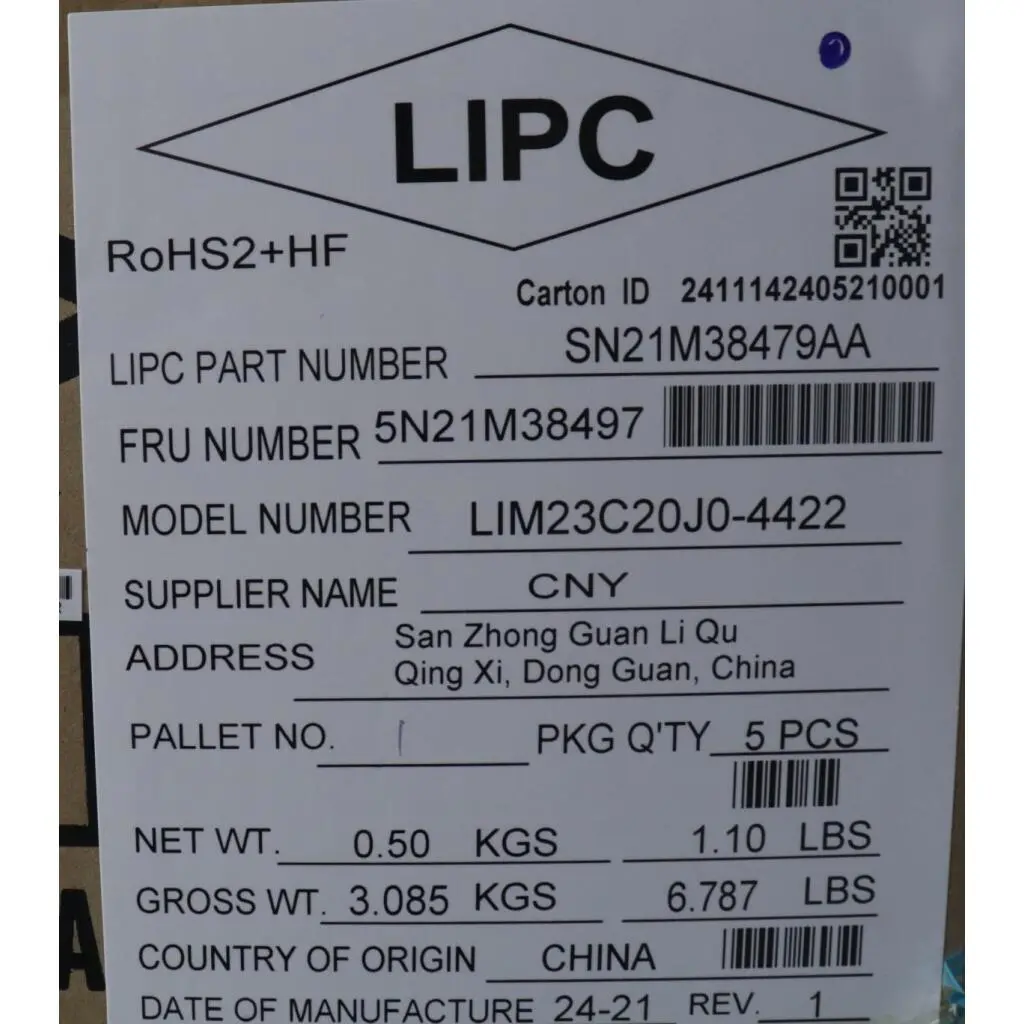 LIPC
RoHS2+HF
Carton ID 2411142405210001
LIPC PART NUMBER SN21M38479AA
FRU NUMBER 5N21M38497
MODEL NUMBER LIM23C20J0-4422
SUPPLIER NAME CNY
ADDRESS San Zhong Guan Li Qu
Qing Xi, Dong Guan, China
PALLET NO. 1 PKG Q'TY 5 PCS
NET WT. 0.50 KGS 1.10 LBS
GROSS WT. 3.085 KGS 6.787 LBS
COUNTRY OF ORIGIN CHINA
DATE OF MANUFACTURE 24-21 REV. 1
A